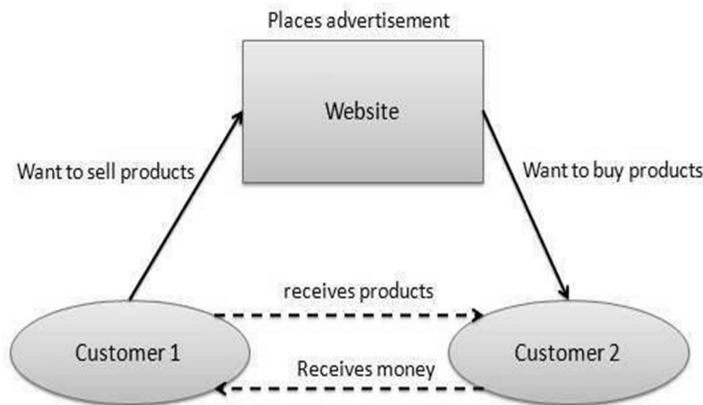 Places advertisement
Website
Want to sell products
Want to buy products
receives products
Customer 1
Customer 2
Receives money